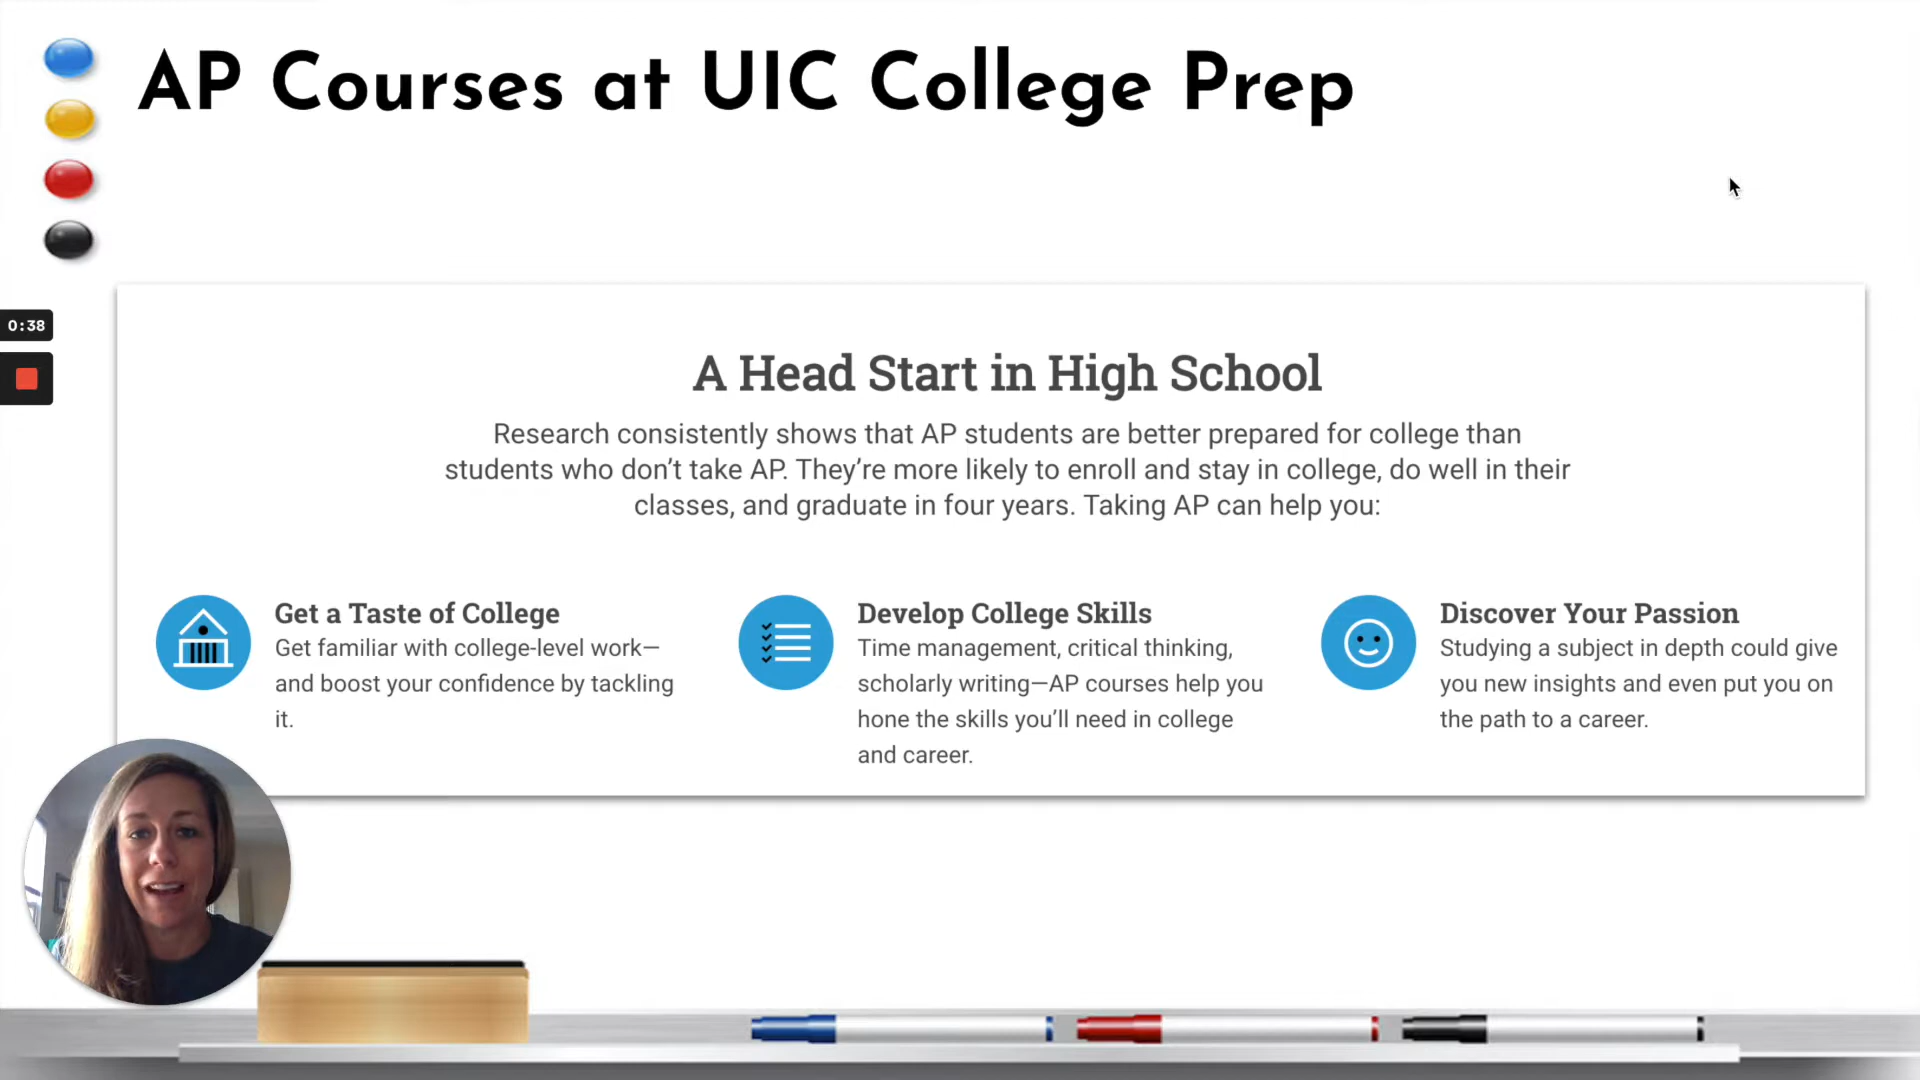 AP Courses at UIC College Prep
0:38
A Head Start in High School
Research consistently shows that AP students are better prepared for college than
students who don’t take AP. They’re more likely to enroll and stay in college, do well in their
classes, and graduate in four years. Taking AP can help you:
Get a Taste of College
Get familiar with college-level work—
and boost your confidence by tackling
it.
Develop College Skills
Time management, critical thinking,
scholarly writing—AP courses help you
hone the skills you’ll need in college
and career.
Discover Your Passion
Studying a subject in depth could give
you new insights and even put you on
the path to a career.